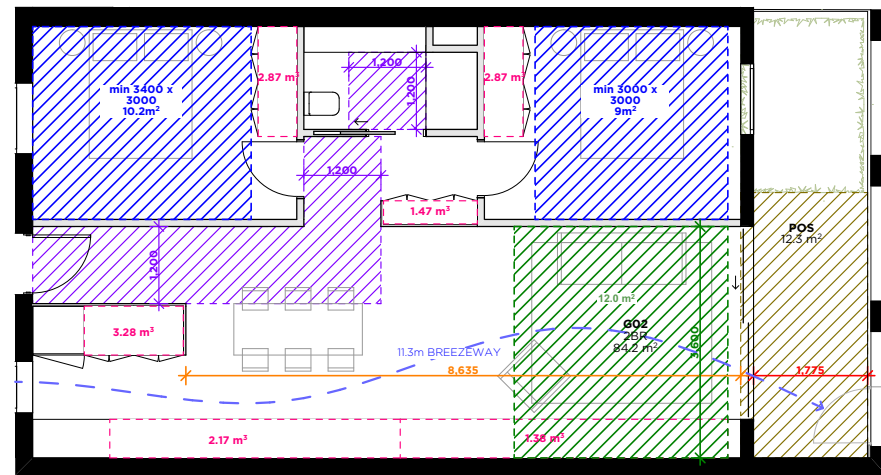 min 3400 x
3000
10.2m²
2.87 m³
1,200
1,200
2.87 m³
min 3000 x
3000
9m²
1,200
1.47 m³
1,200
POS
12.3 m²
12.0 m²
G02
2BR
84.2 m²
3,600
3.28 m³
11.3m BREEZEWAY
8,635
1,775
2.17 m³
1.38 m³